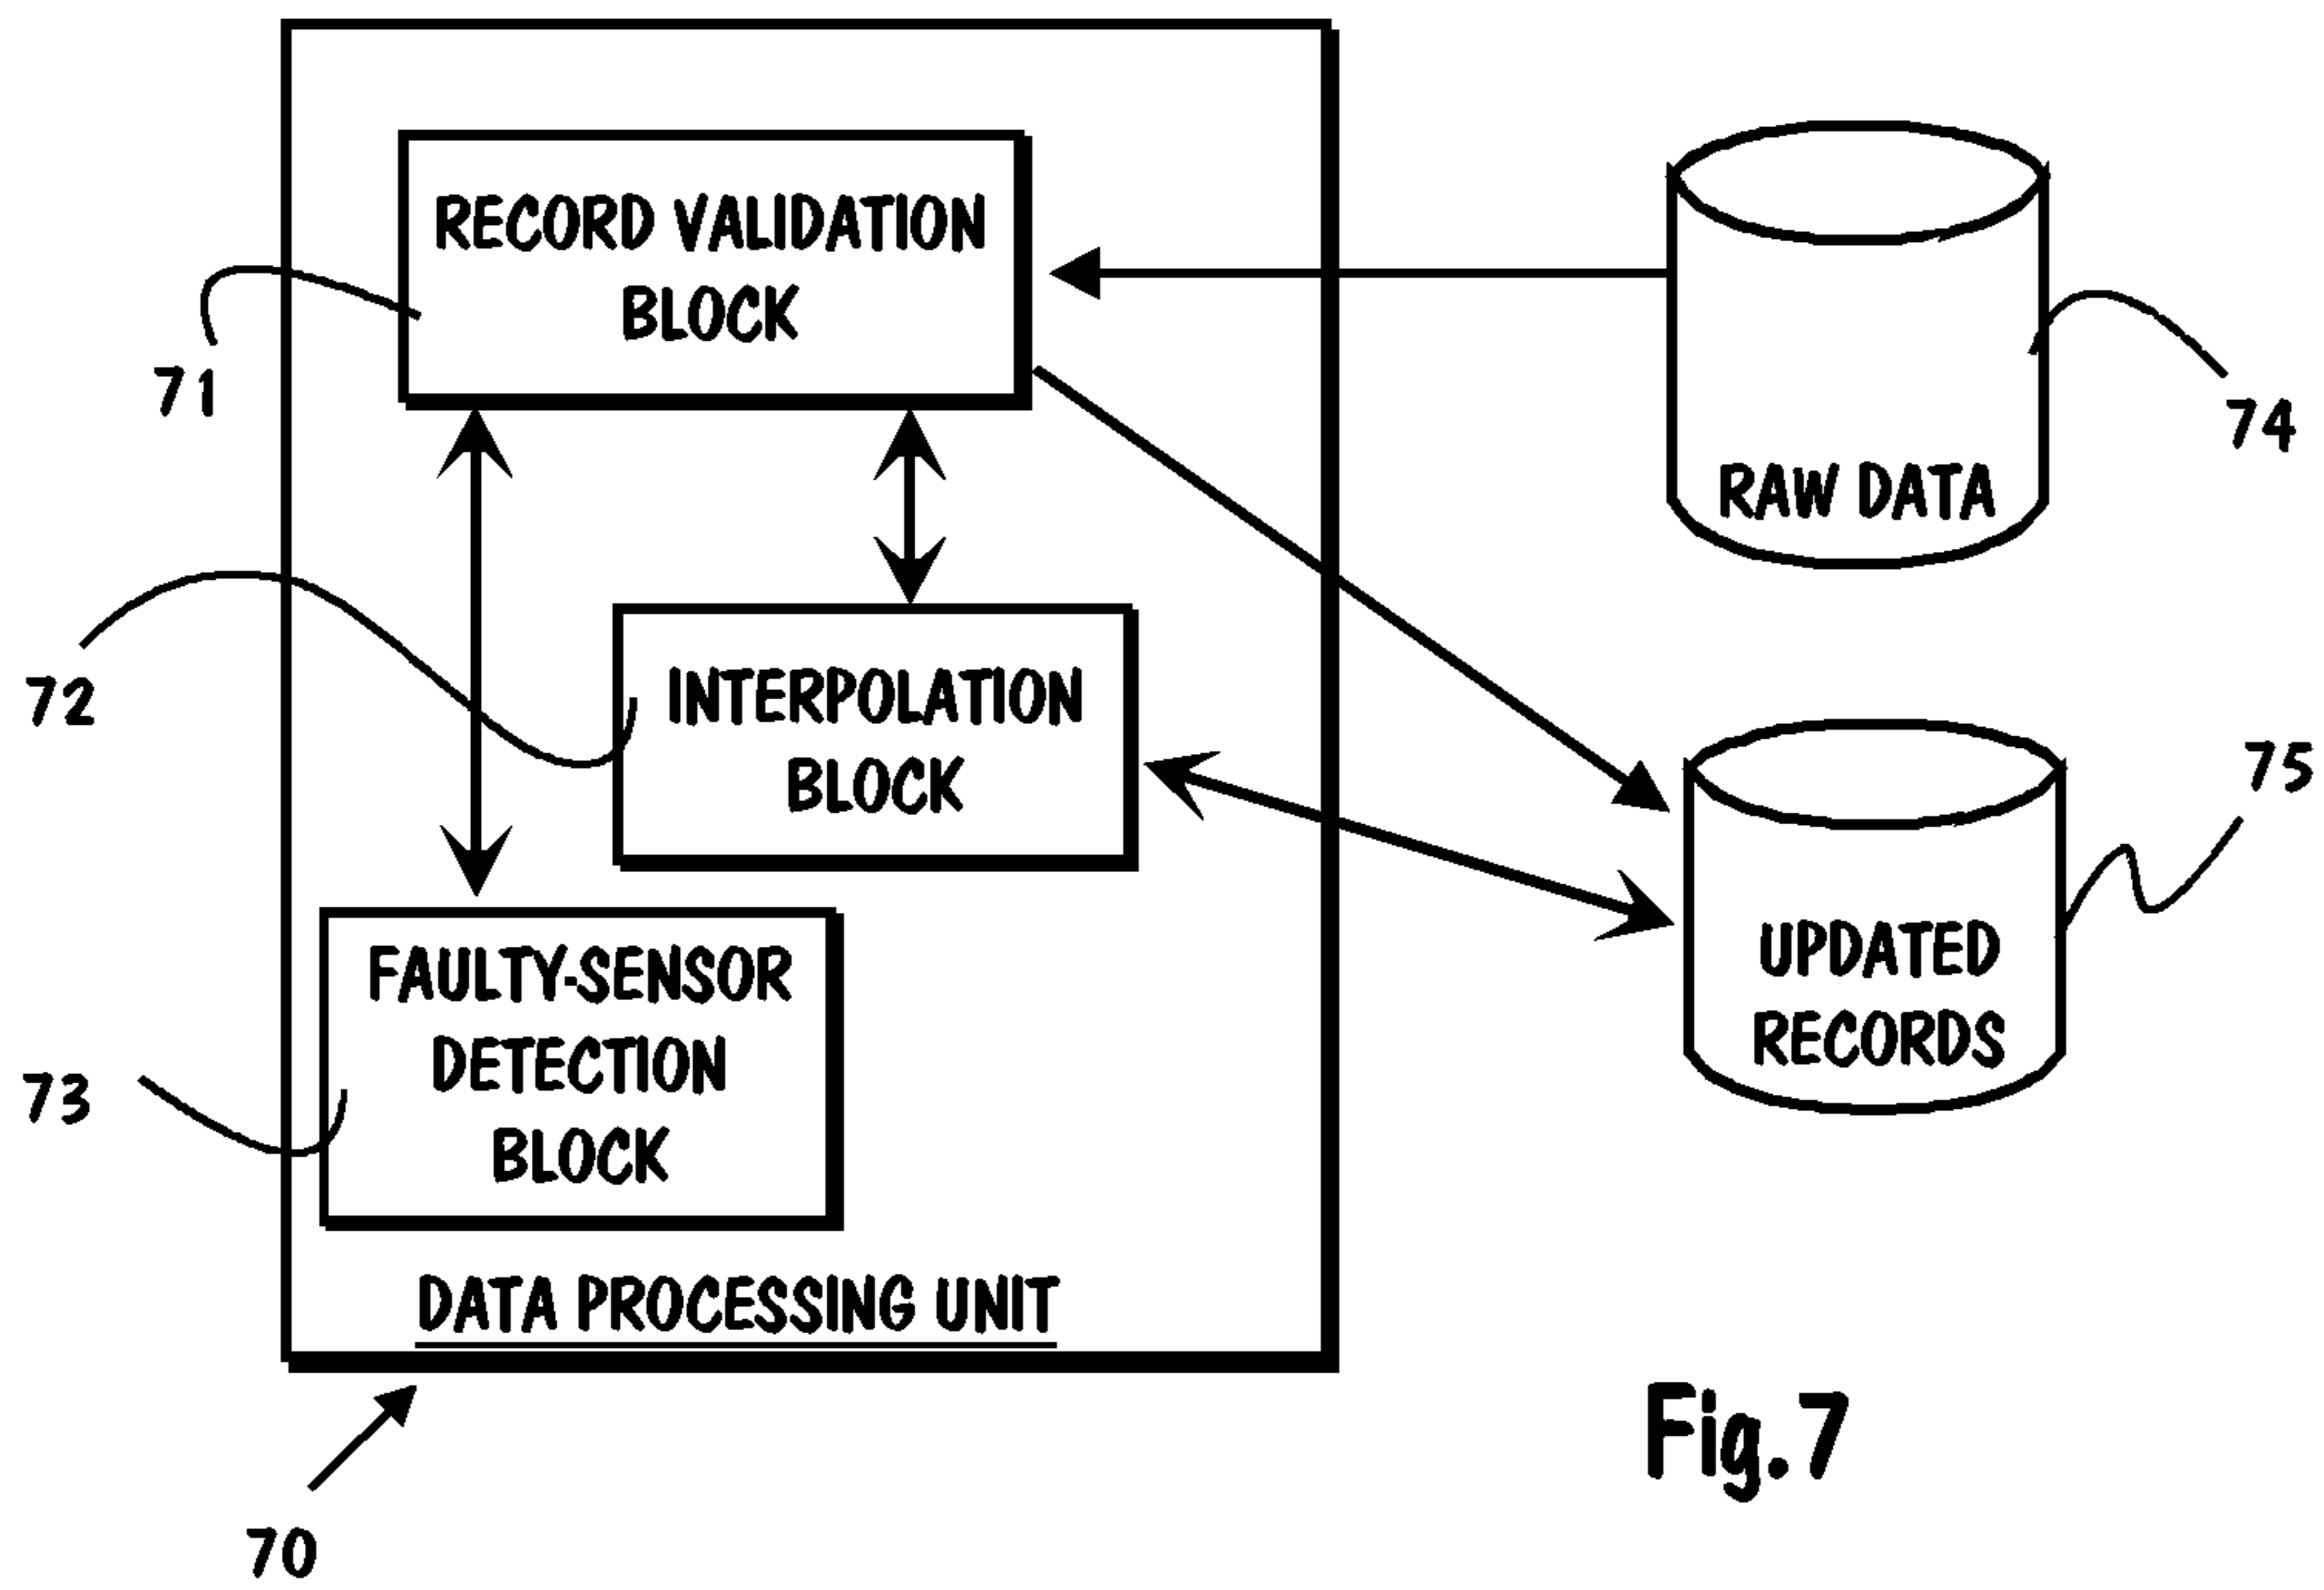 RECORD VALIDATION
BLOCK
71
74
RAW DATA
72
INTERPOLATION
BLOCK
75
UPDATED
RECORDS
FAULTY-SENSOR
DETECTION
BLOCK
73
DATA PROCESSING UNIT
70
Fig.7